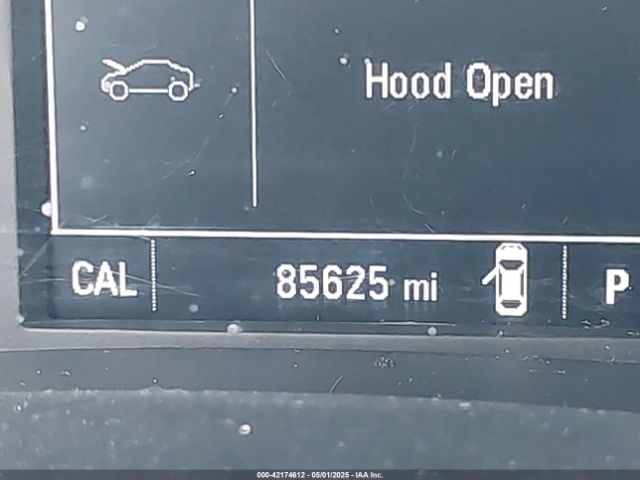 Hood Open
CAL 85625 mi P
000-42174612 - 05/01/2025 - IAA Inc.